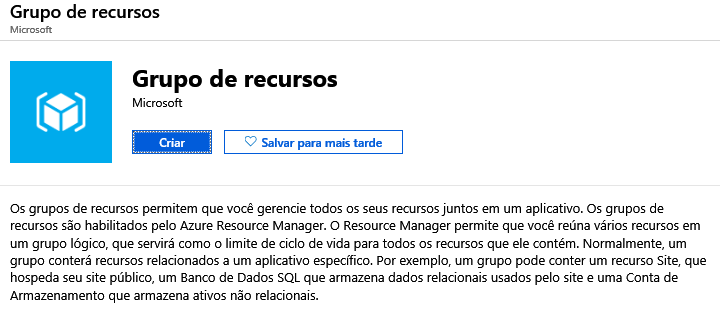 Grupo de recursos
Microsoft
Grupo de recursos
Microsoft
Criar
Salvar para mais tarde
Os grupos de recursos permitem que você gerencie todos os seus recursos juntos em um aplicativo. Os grupos de
recursos são habilitados pelo Azure Resource Manager. O Resource Manager permite que você reúna vários recursos em
um grupo lógico, que servirá como o limite de ciclo de vida para todos os recursos que ele contém. Normalmente, um
grupo conterá recursos relacionados a um aplicativo específico. Por exemplo, um grupo pode conter um recurso Site, que
hospeda seu site público, um Banco de Dados SQL que armazena dados relacionais usados pelo site e uma Conta de
Armazenamento que armazena ativos não relacionais.